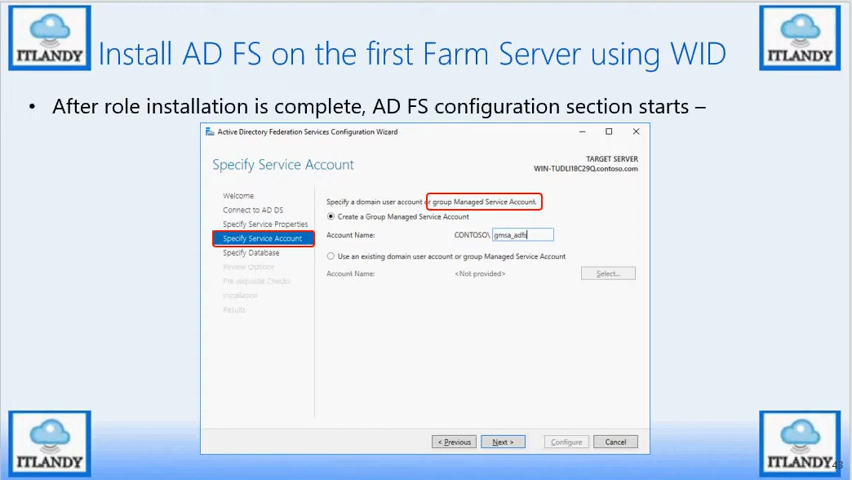 ITLANDY
Install AD FS on the first Farm Server using WID
ITLANDY
• After role installation is complete, AD FS configuration section starts –
Active Directory Federation Services Configuration Wizard
Specify Service Account
TARGET SERVER
WIN-TUDLI18C29Q.contoso.com
Welcome
Connect to AD DS
Specify Service Properties
Specify Service Account
Specify Database
Review Options
Pre-requisite Checks
Installation
Results
Specify a domain user account or group Managed Service Account.
Create a Group Managed Service Account
Account Name: CONTOSO\ gmsa_adfs
Use an existing domain user account or group Managed Service Account
Account Name: <Not provided> Select...
< Previous Next > Configure Cancel
ITLANDY
ITLANDY
43